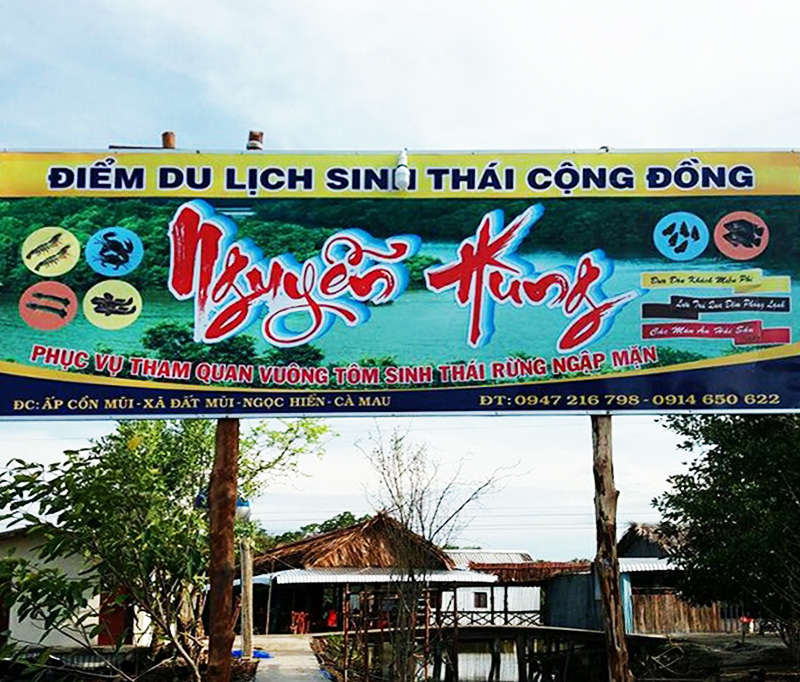 ĐIỂM DU LỊCH SINH THÁI CỘNG ĐỒNG
Nguyễn Hùng
Đưa Đón Khách Miễn Phí
Lưu Trú Qua Đêm Phòng Lạnh
Các Món Ăn Hải Sản
PHỤC VỤ THAM QUAN VUÔNG TÔM SINH THÁI RỪNG NGẬP MẶN
ĐC: ẤP CỒN MŨI - XÃ ĐẤT MŨI - NGỌC HIỂN - CÀ MAU
ĐT: 0947 216 798 - 0914 650 622